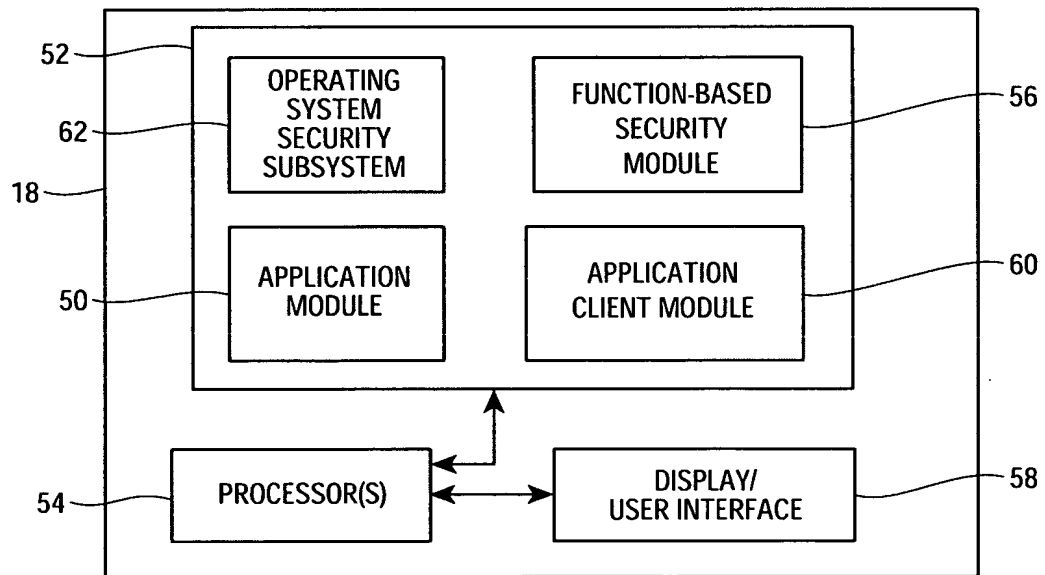 52
OPERATING
SYSTEM
SECURITY
SUBSYSTEM
62
FUNCTION-BASED
SECURITY
MODULE
56
18
APPLICATION
MODULE
50
APPLICATION
CLIENT MODULE
60
PROCESSOR(S)
54
DISPLAY/
USER INTERFACE
58